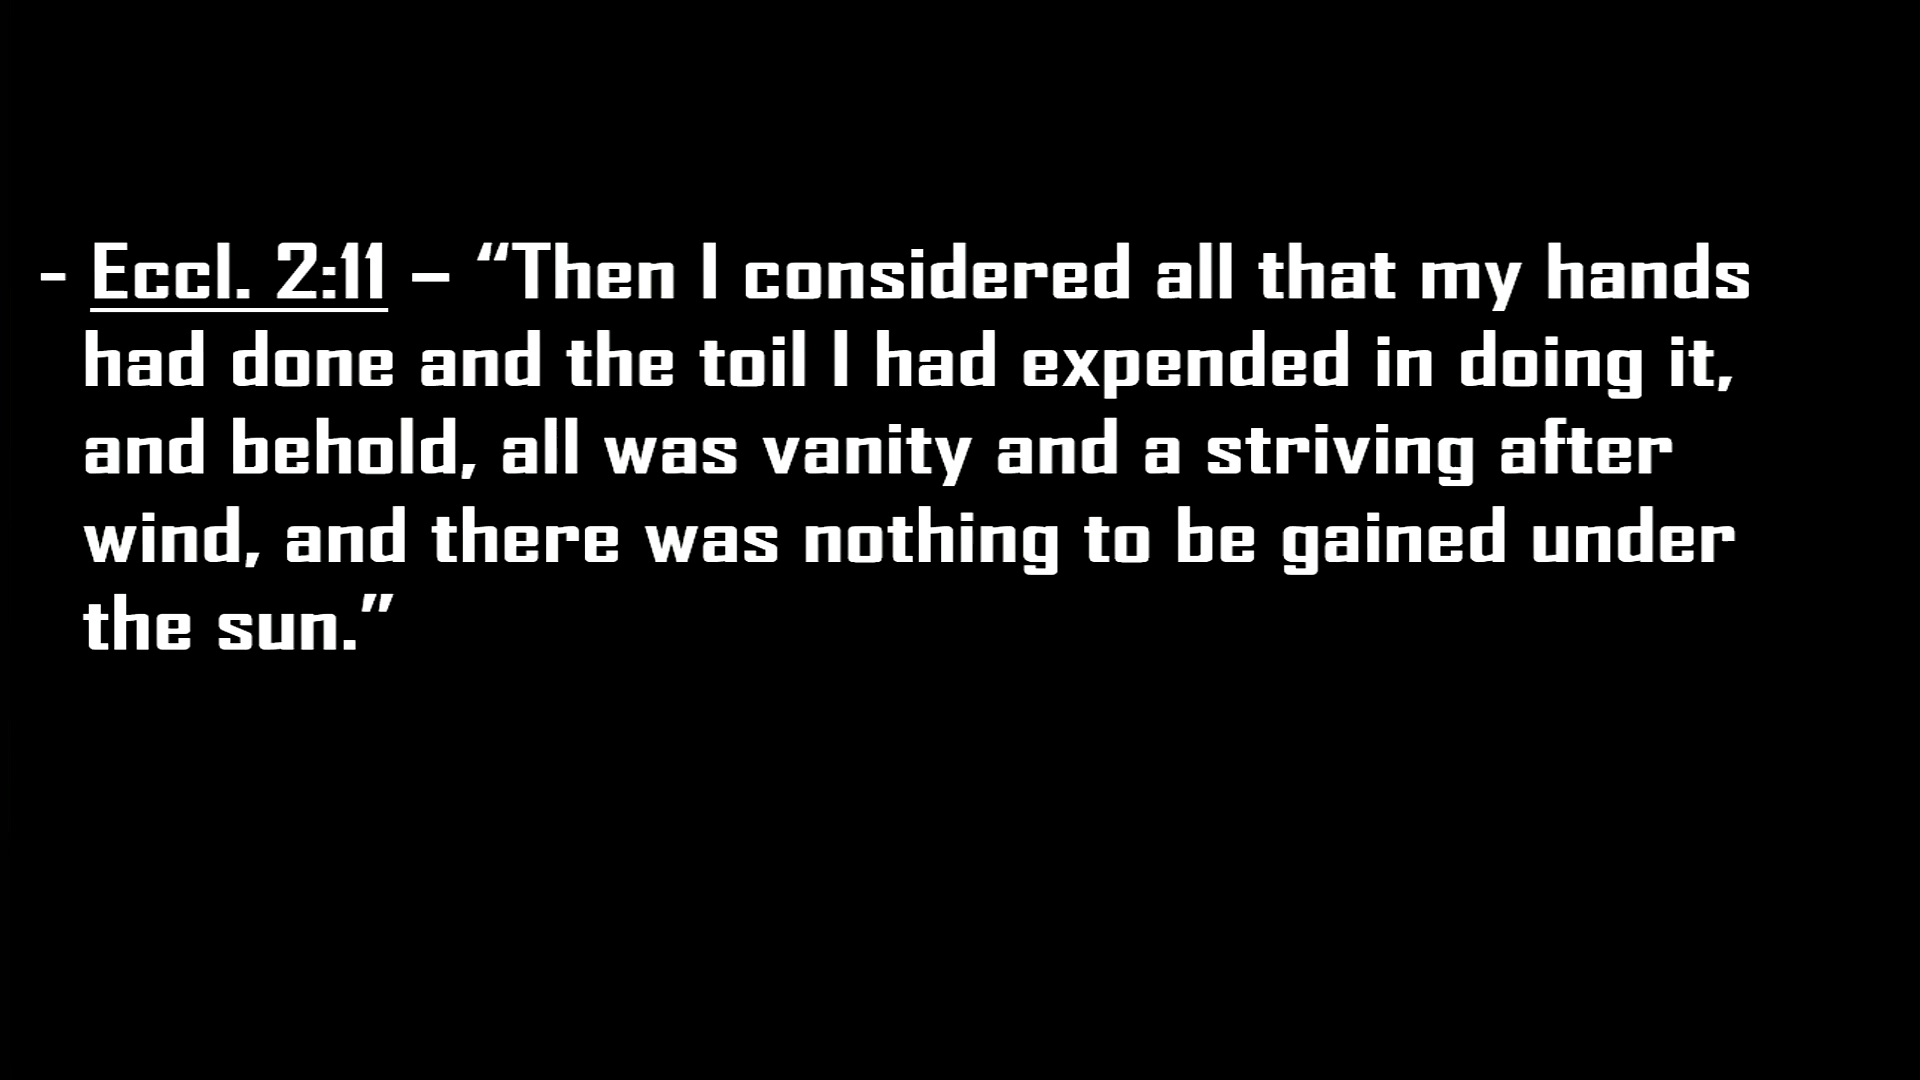 - Eccl. 2:11 – “Then I considered all that my hands
had done and the toil I had expended in doing it,
and behold, all was vanity and a striving after
wind, and there was nothing to be gained under
the sun.”